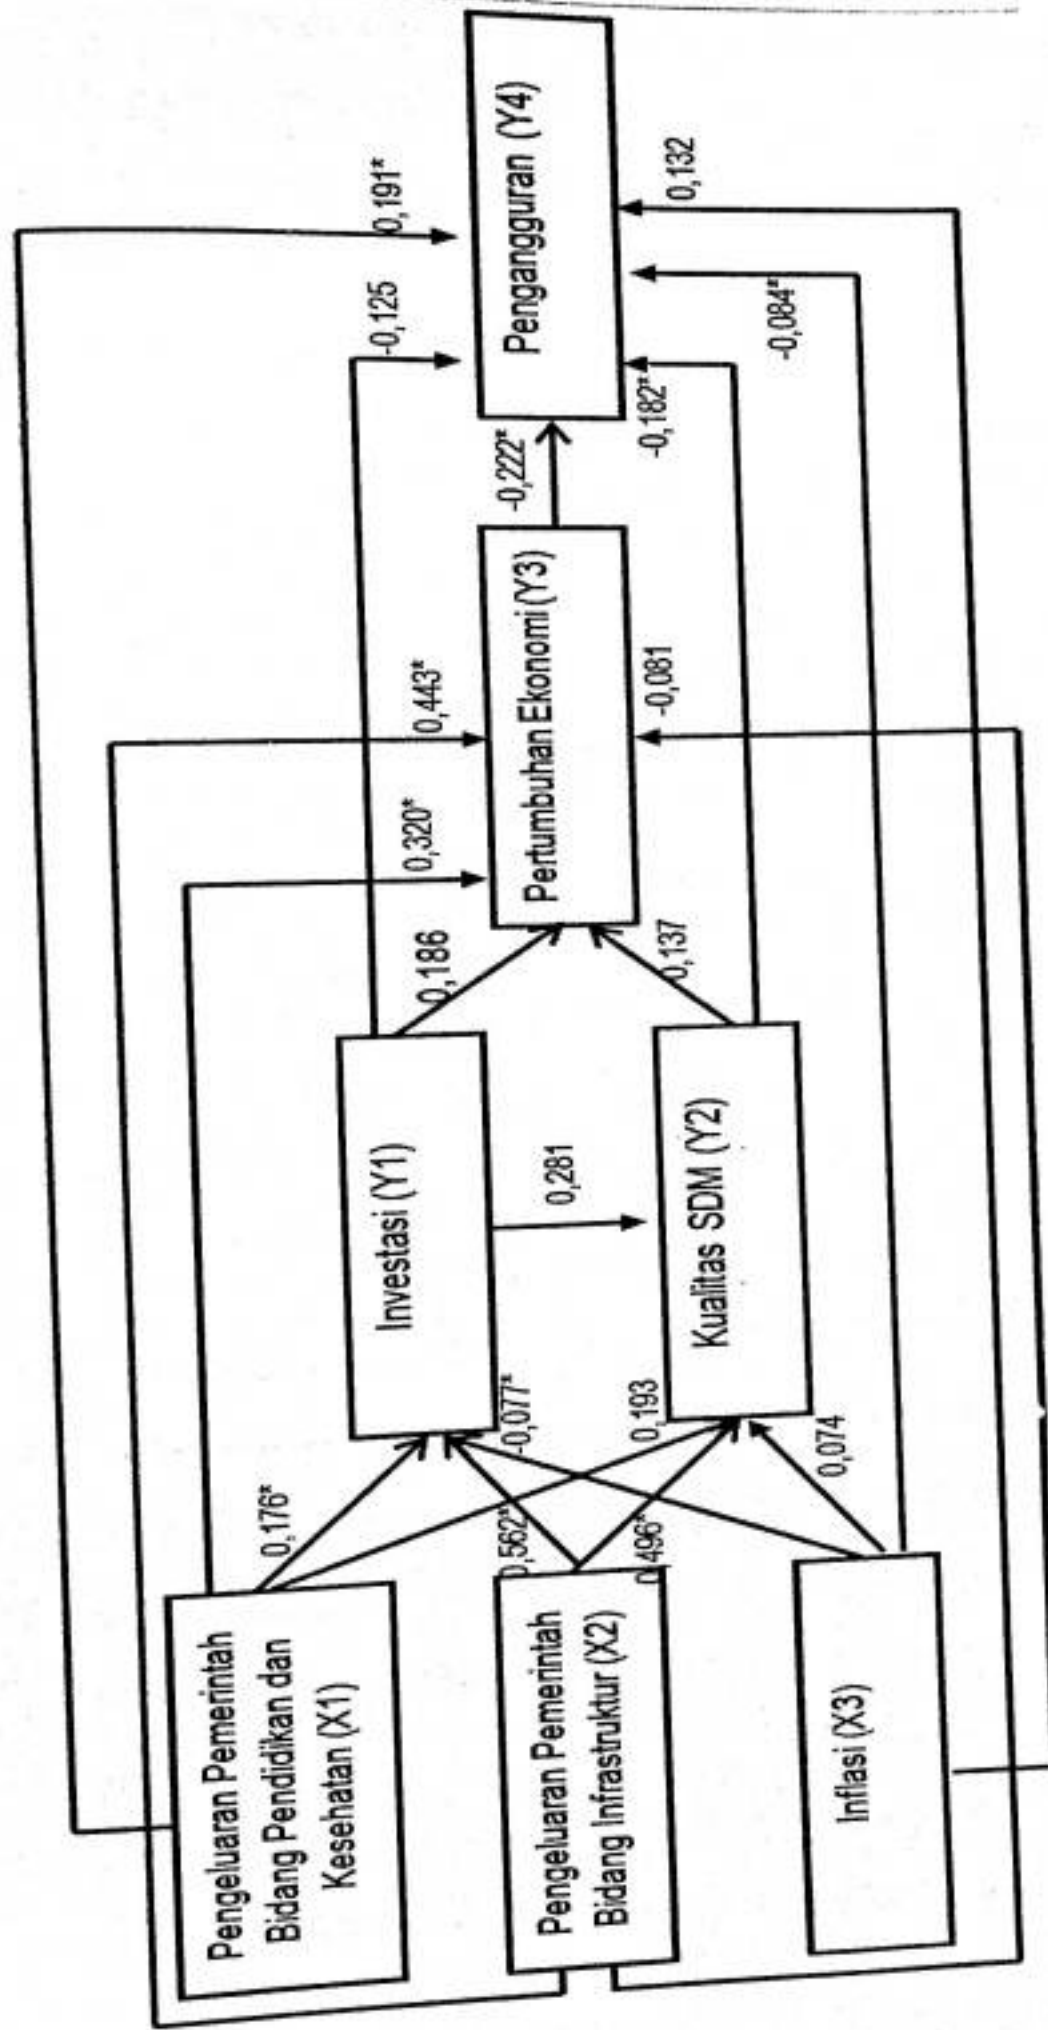 0,191*
-0,125
0,443*
0,320*
Pengeluaran Pemerintah
Bidang Pendidikan dan
Kesehatan (X1)
0,176*
Investasi (Y1)
0,186
-0,077*
0,281
Pengeluaran Pemerintah
Bidang Infrastruktur (X2)
0,562*
0,496*
0,193
Pertumbuhan Ekonomi (Y3)
-0,222*
Pengangguran (Y4)
Kualitas SDM (Y2)
0,137
-0,081
-0,182*
0,132
Inflasi (X3)
0,074
-0,084*